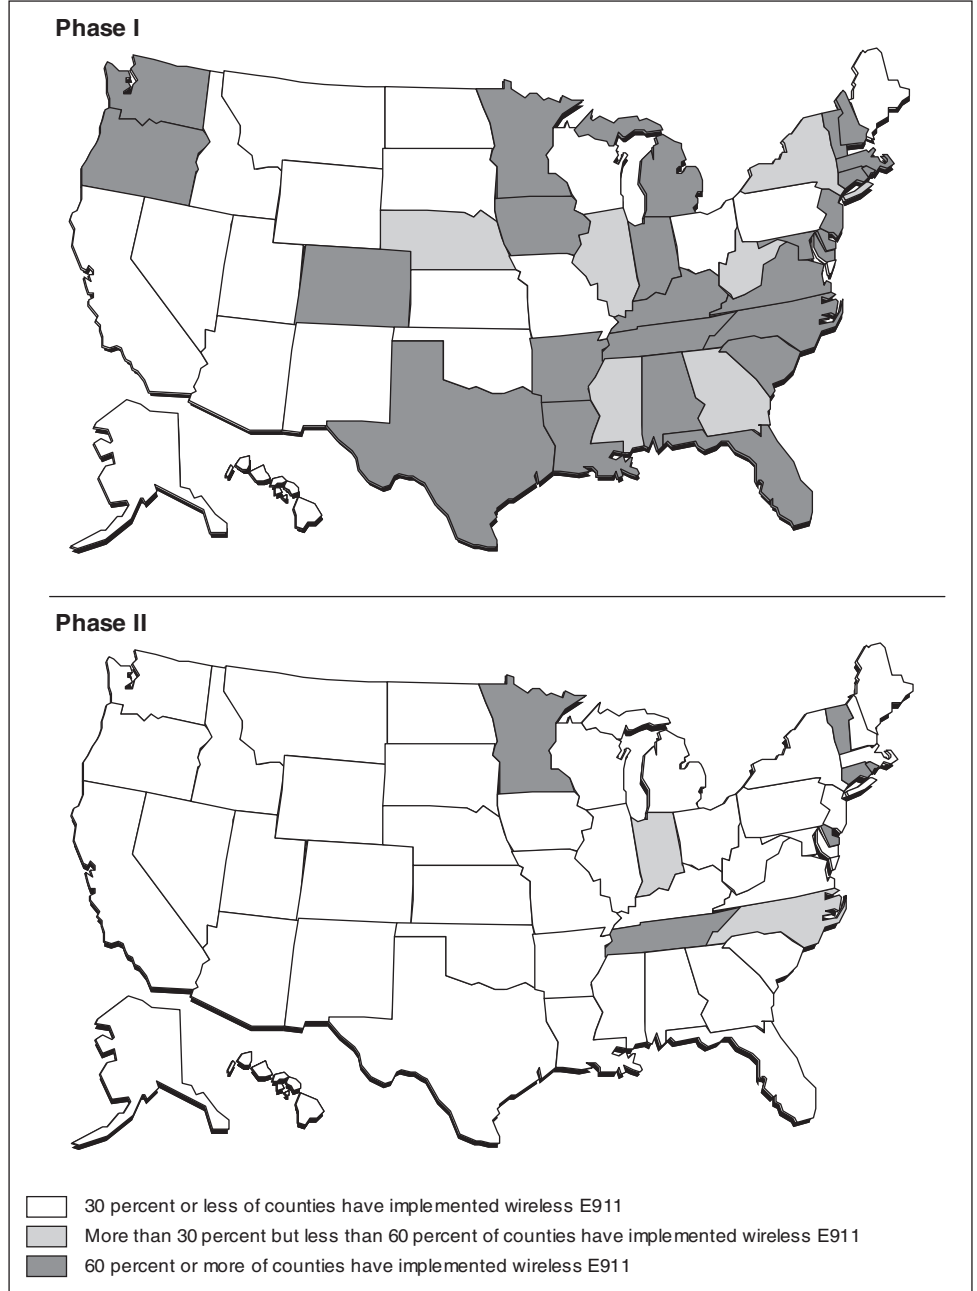 Phase I
Phase II
30 percent or less of counties have implemented wireless E911
More than 30 percent but less than 60 percent of counties have implemented wireless E911
60 percent or more of counties have implemented wireless E911